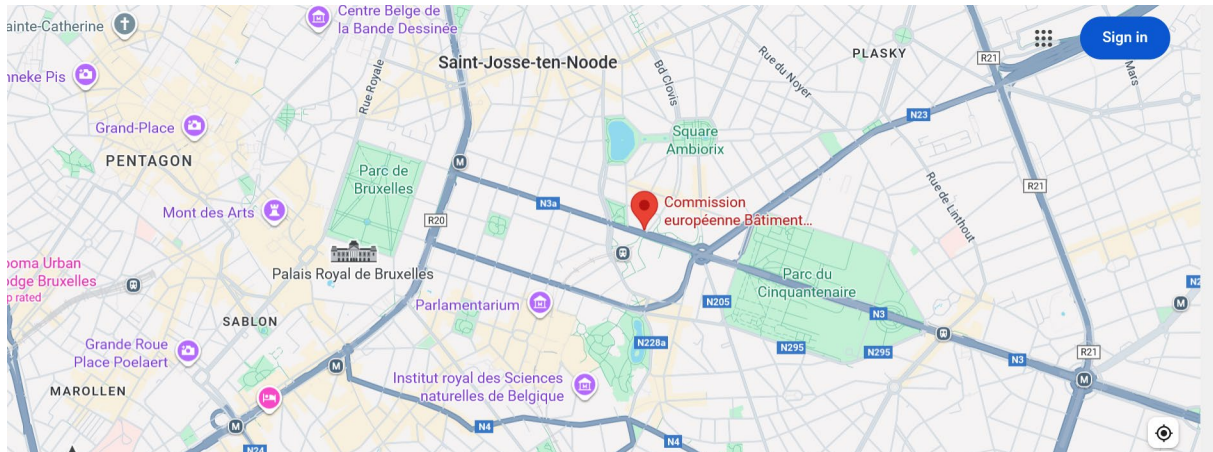 Centre Belge de
la Bande Dessinée
ainte-Catherine
Sign in
PLASKY
R21
Mars
Saint-Josse-ten-Noode
Rue Royale
Bd Clovis
Rue du Noyer
nneke Pis
N23
Grand-Place
Square
Ambiorix
PENTAGON
M
Parc de
Bruxelles
R21
Rue de Linthout
Mont des Arts
N3a
Commission
européenne Bâtiment...
R20
ooma Urban
odge Bruxelles
p rated
Palais Royal de Bruxelles
Parc du
Cinquantenaire
N2
Parlamentarium
N205
M
N3
SABLON
Grande Roue
Place Poelaert
N228a
N295
N295
N3
R21
M
M
MAROLLEN
Institut royal des Sciences
naturelles de Belgique
M
N4
N4
N24